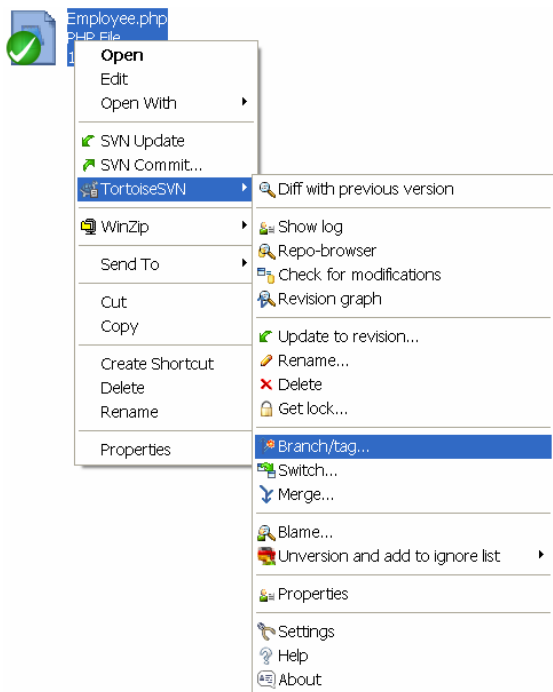 Employee.php
PHP File
1
Open
Edit
Open With
SVN Update
SVN Commit...
TortoiseSVN
WinZip
Send To
Cut
Copy
Create Shortcut
Delete
Rename
Properties
Diff with previous version
Show log
Repo-browser
Check for modifications
Revision graph
Update to revision...
Rename...
Delete
Get lock...
Branch/tag...
Switch...
Merge...
Blame...
Unversion and add to ignore list
Properties
Settings
Help
About